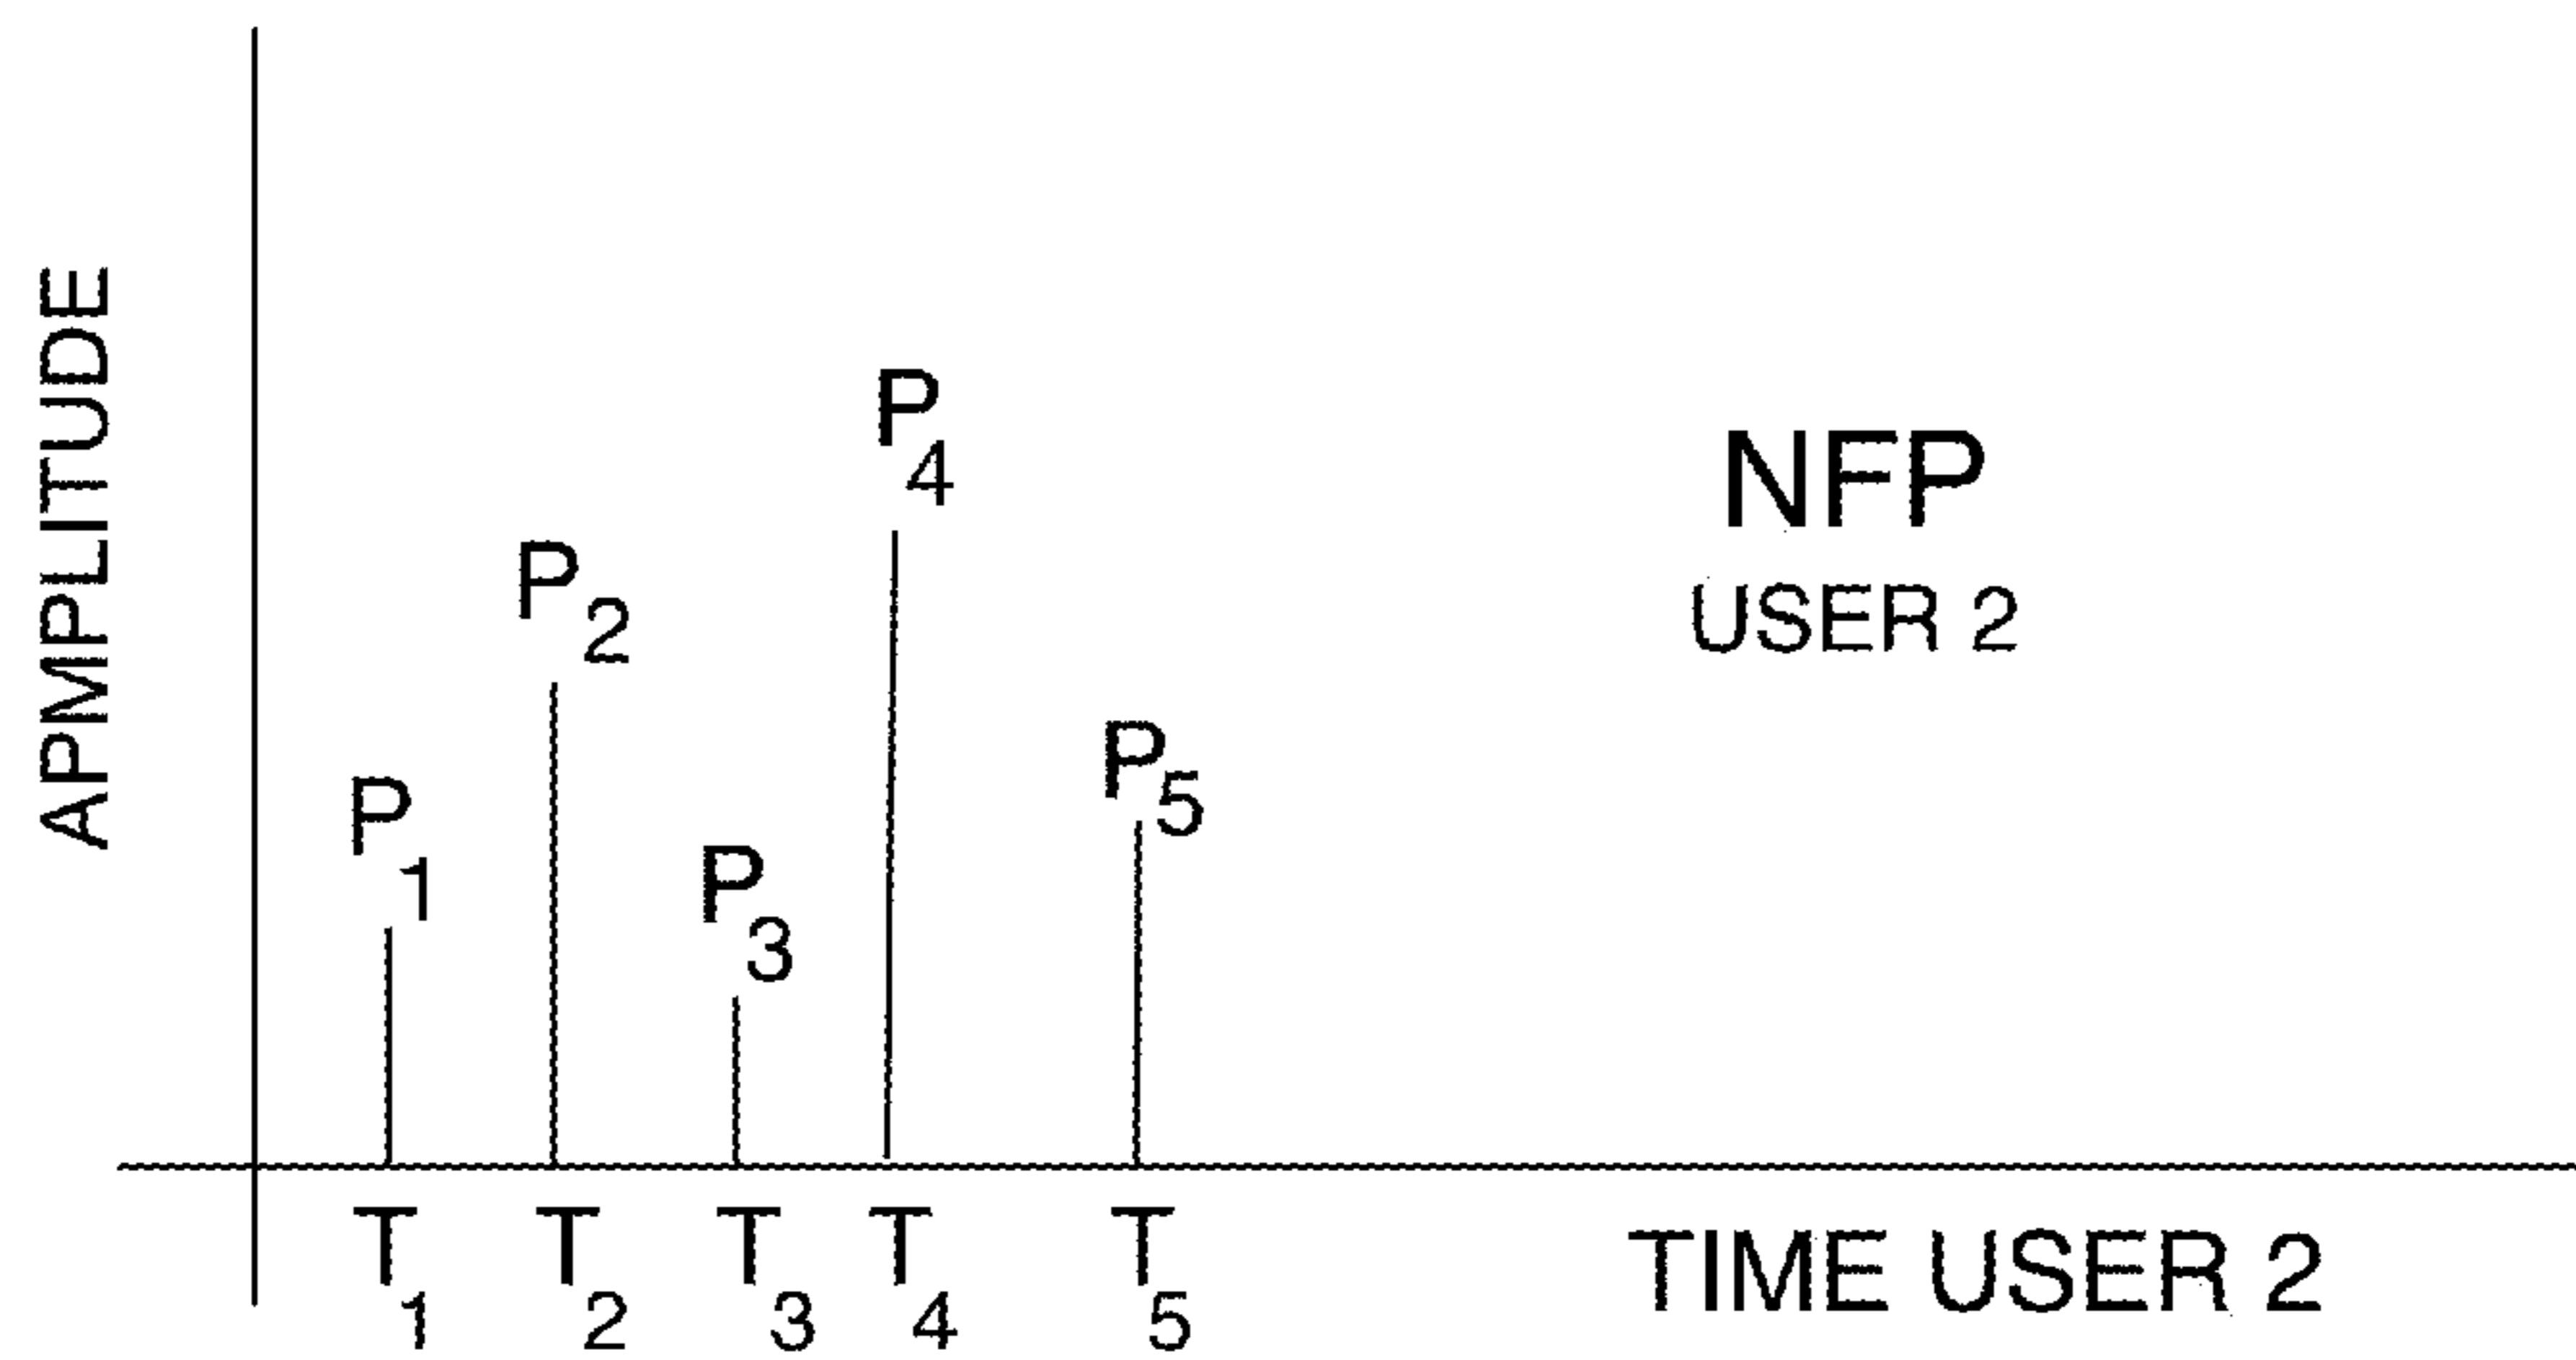 APMPLITUDE
P4
P2
NFP
USER 2
P5
P1
P3
T1 T2 T3 T4 T5
TIME USER 2